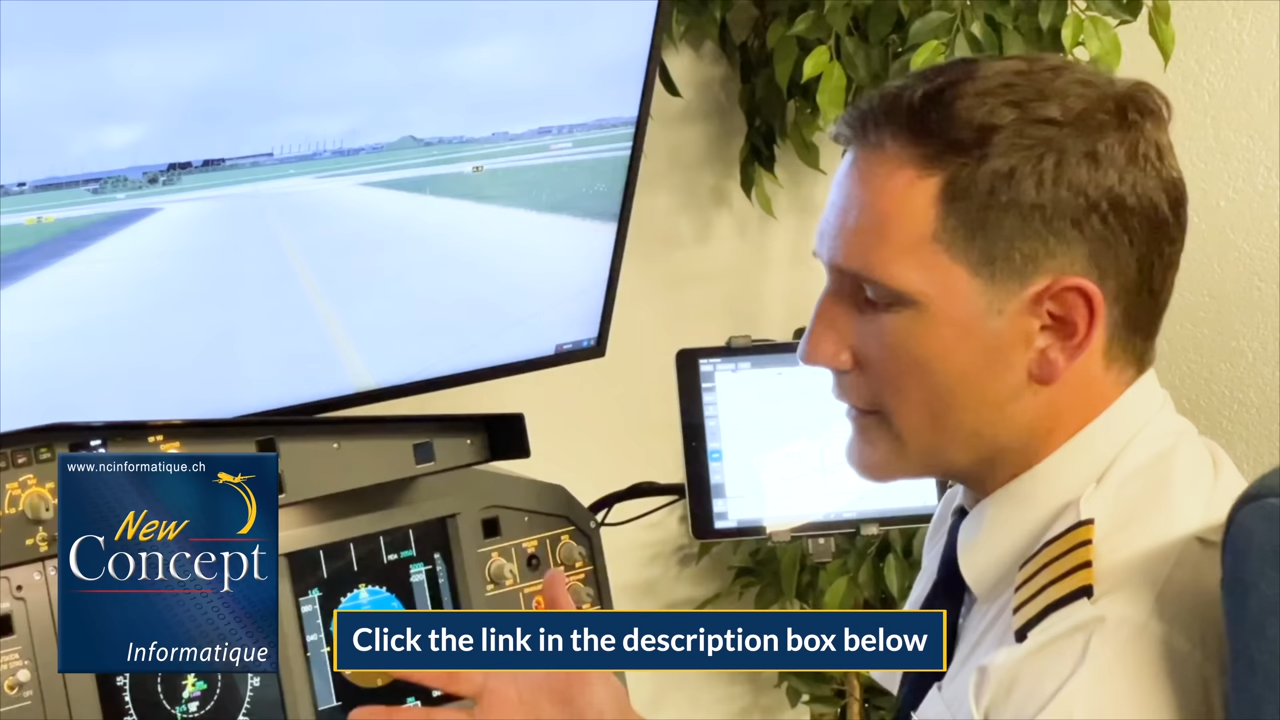 www.ncinformatique.ch
New
Concept
Informatique
Click the link in the description box below